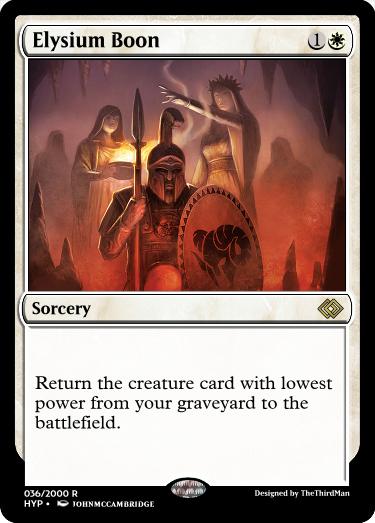 Elysium Boon 1
Sorcery
Return the creature card with lowest
power from your graveyard to the
battlefield.
036/2000 R
HYP • JOHNMCCAMBRIDGE
Designed by TheThirdMan